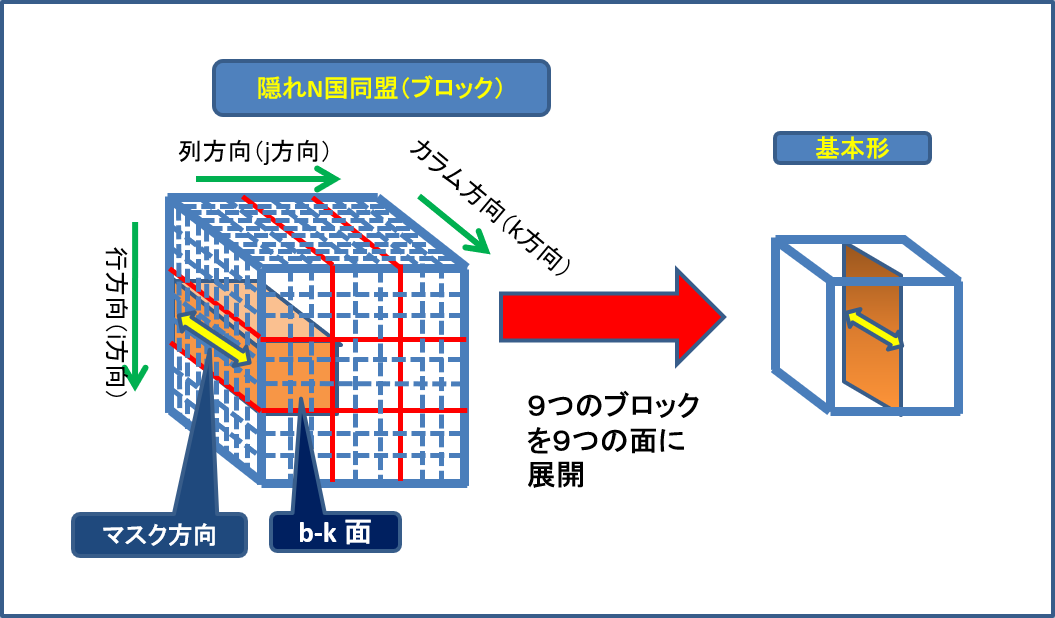 隠れN国同盟(ブロック)
列方向(j方向)
カラム方向(k方向)
基本形
行方向(i方向)
9つのブロック
を9つの面に
展開
マスク方向
b-k 面